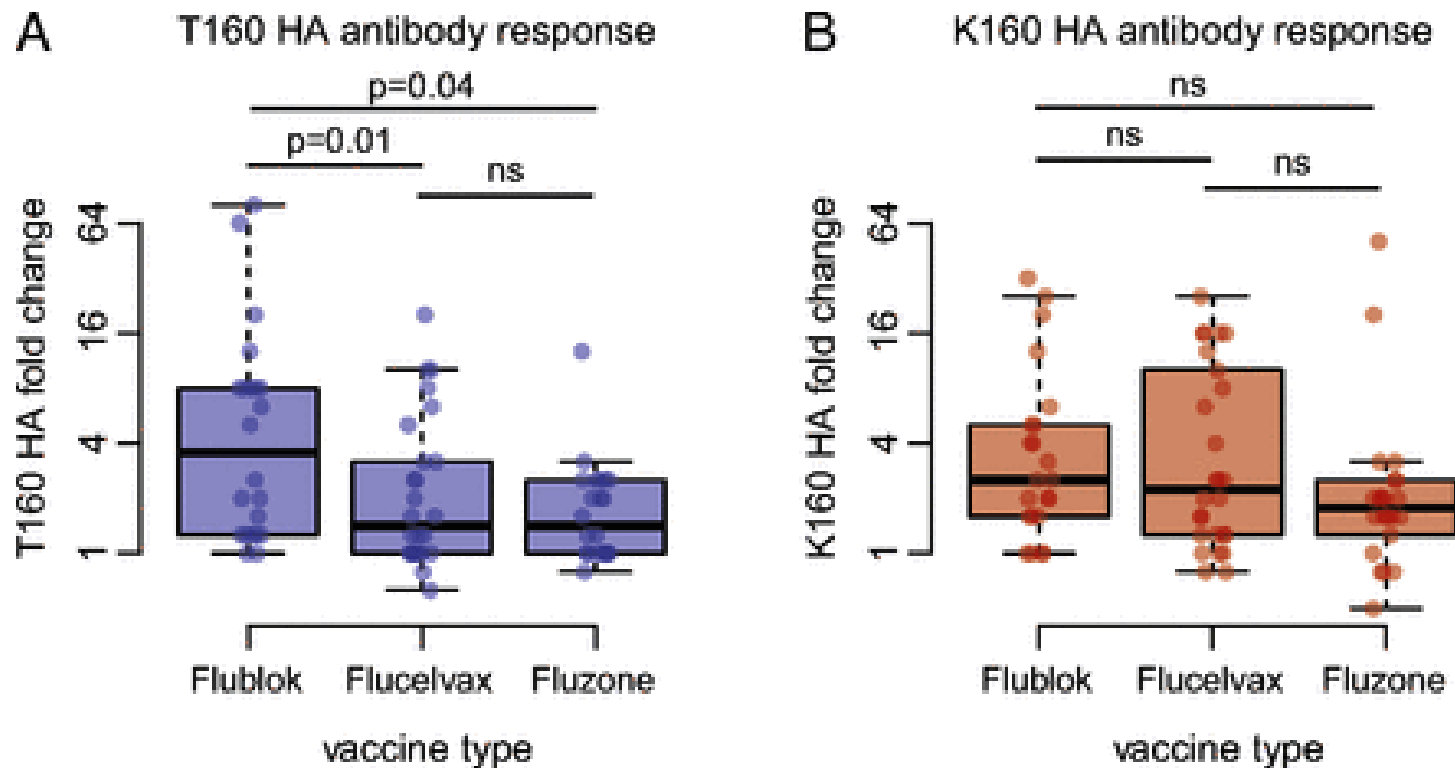 A T160 HA antibody response
p=0.04
p=0.01
ns
T160 HA fold change
64
16
4
1
Flublok Flucelvax Fluzone
vaccine type
B K160 HA antibody response
ns
ns
ns
K160 HA fold change
64
16
4
1
Flublok Flucelvax Fluzone
vaccine type